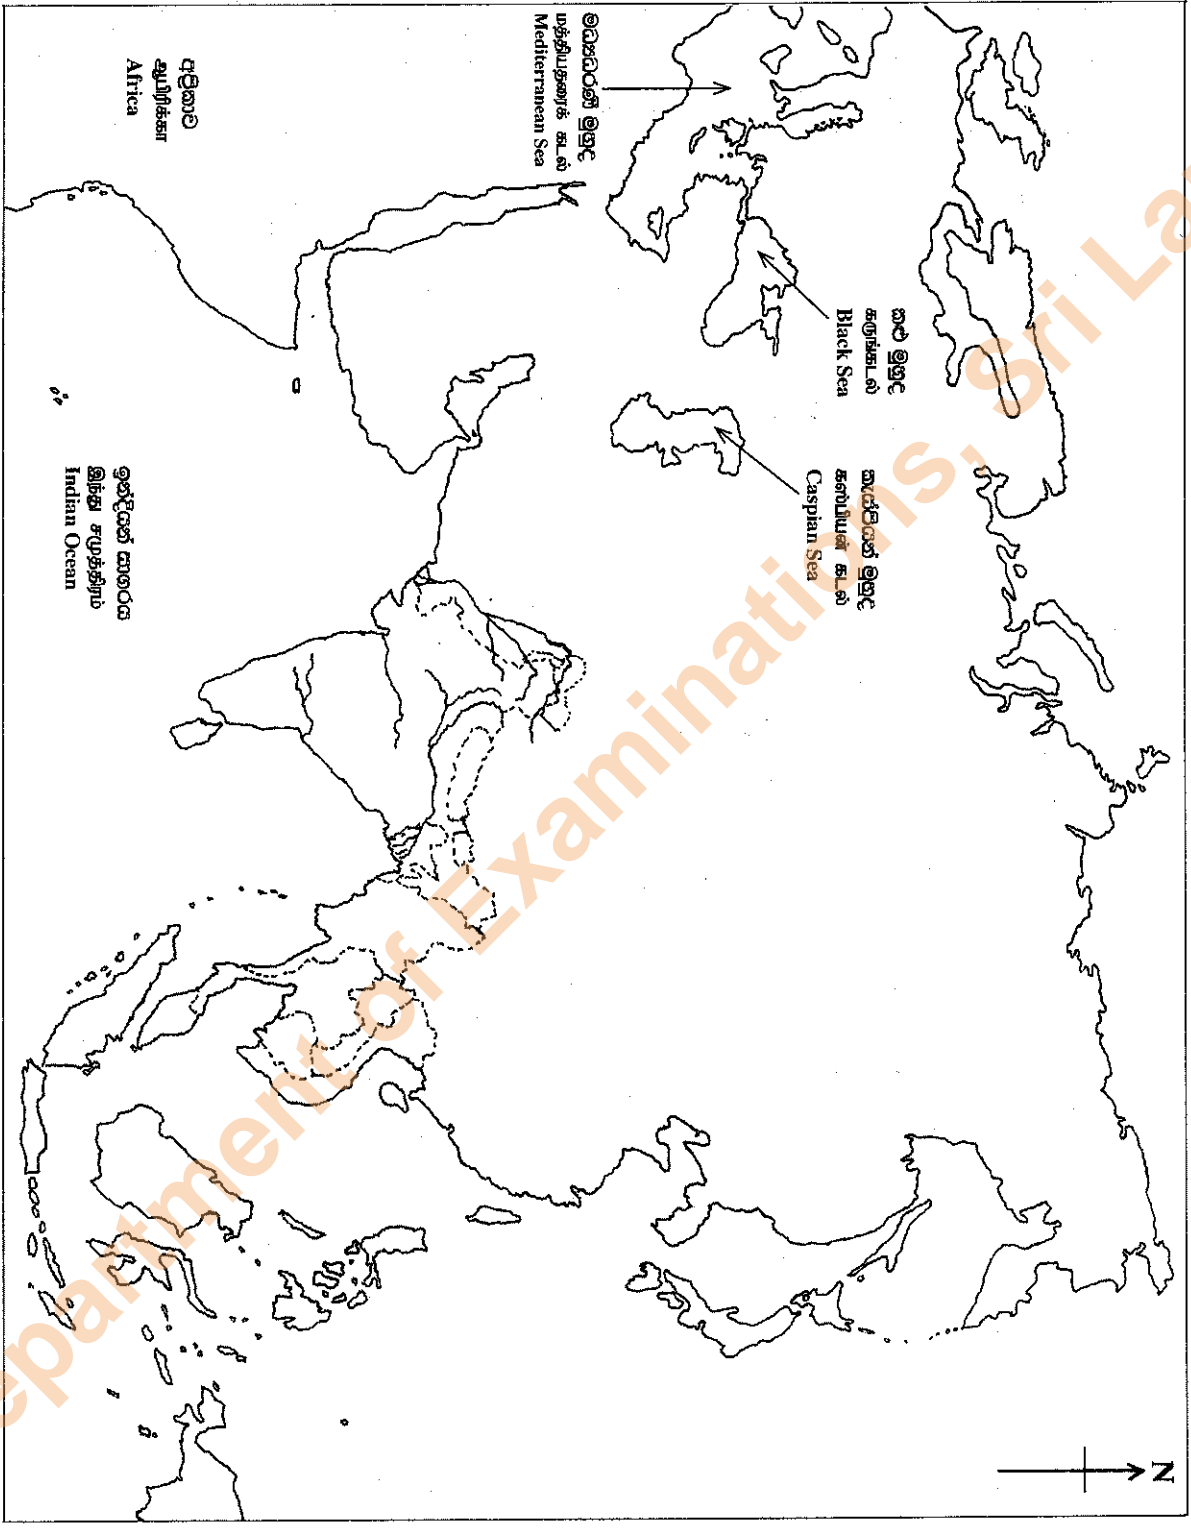 මධ්‍යධරණී මුහුද
மத்தியதரைக் கடல்
Mediterranean Sea
කළු මුහුද
கருங்கடல்
Black Sea
කැස්පියන් මුහුද
கஸ்பியன் கடல்
Caspian Sea
අප්‍රිකාව
ஆபிரிக்கா
Africa
ඉන්දියන් සාගරය
இந்து சமுத்திரம்
Indian Ocean
N
epartment of Examinations, Sri La